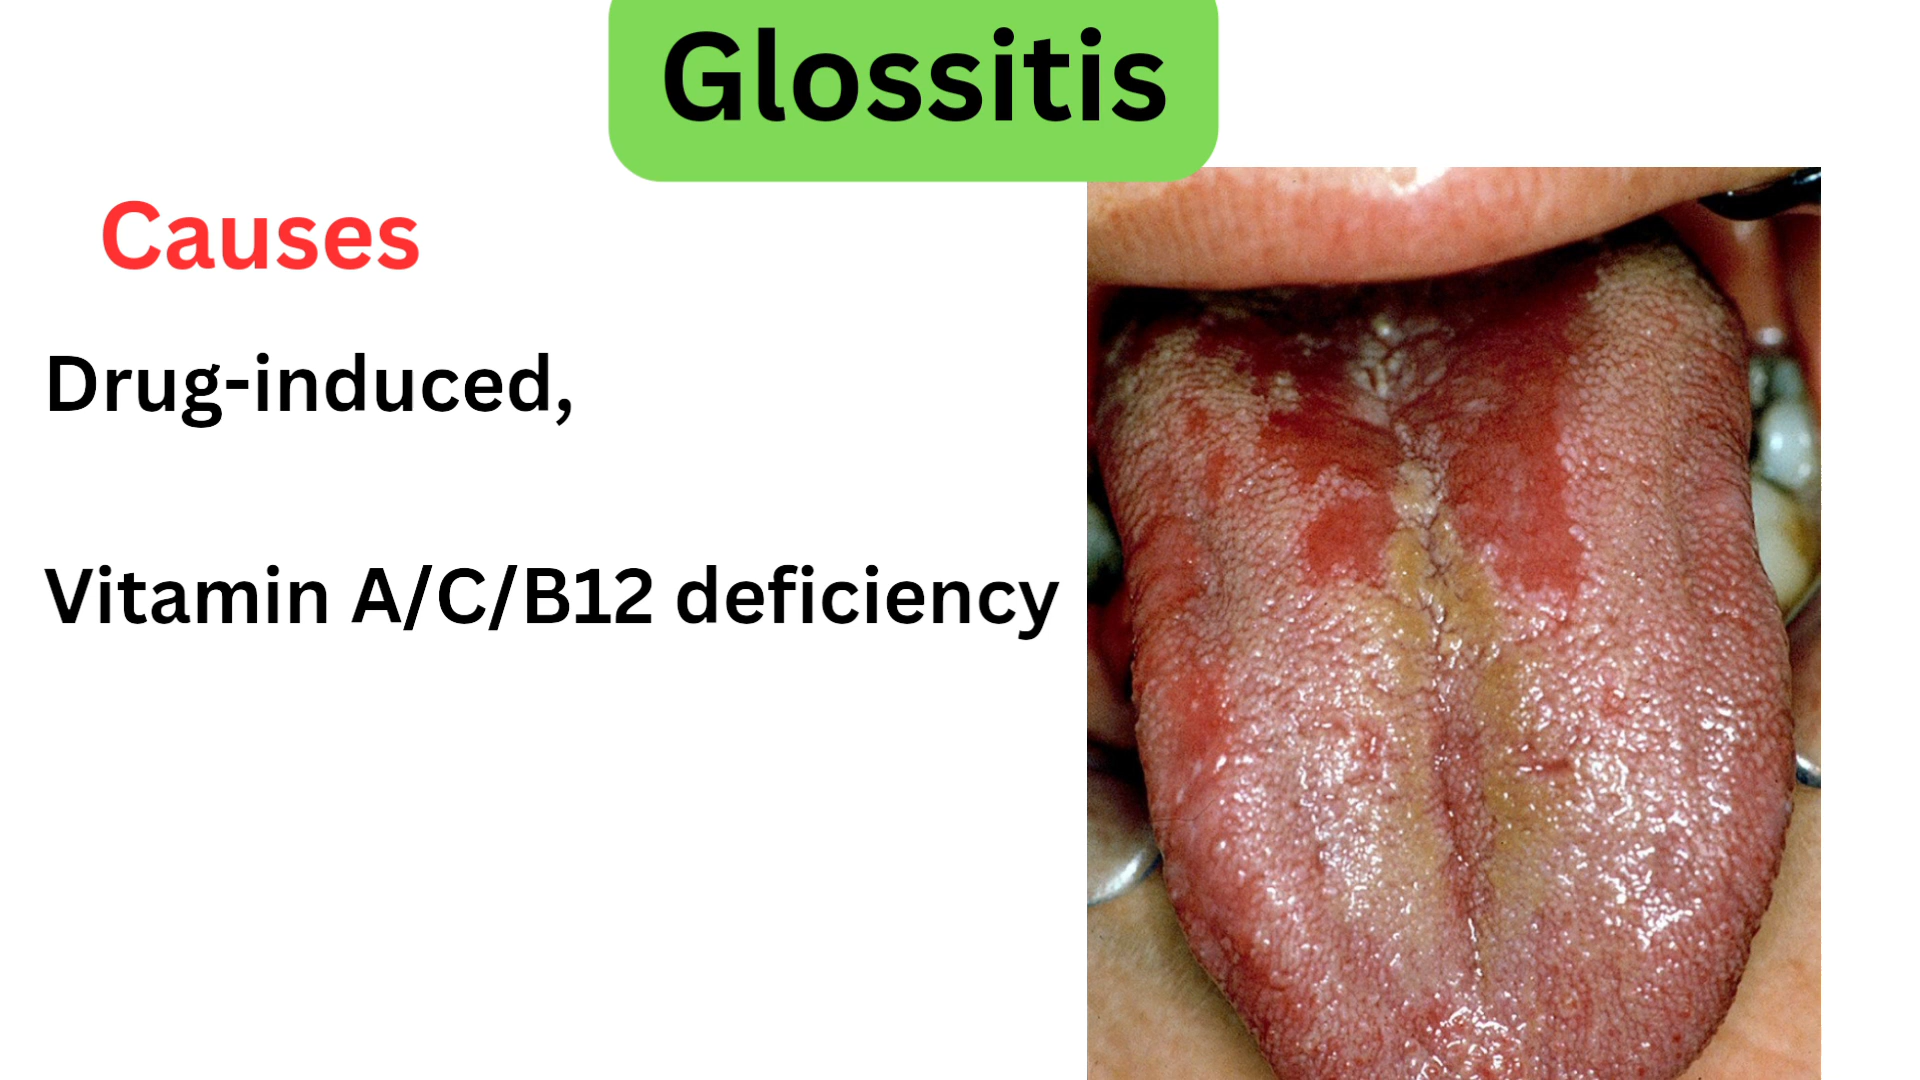 Glossitis
Causes
Drug-induced,
Vitamin A/C/B12 deficiency